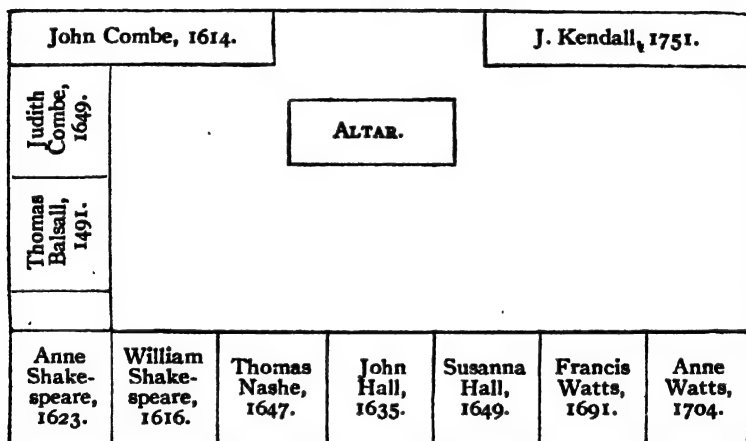 John Combe, 1614.
J. Kendall, 1751.
Judith
Combe,
1649.
ALTAR.
Thomas
Balsall,
1491.
Anne
Shake-
speare,
1623.
William
Shake-
speare,
1616.
Thomas
Nashe,
1647.
John
Hall,
1635.
Susanna
Hall,
1649.
Francis
Watts,
1691.
Anne
Watts,
1704.